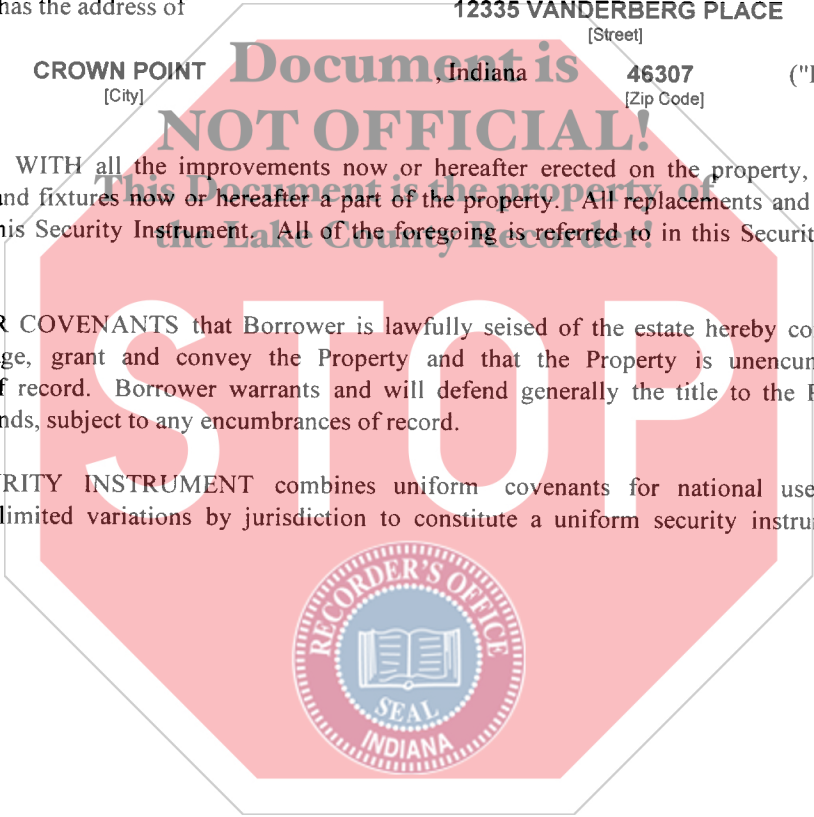 has the address of 12335 VANDERBERG PLACE
[Street]
Document is
CROWN POINT , Indiana 46307 ("
[City] [Zip Code]
NOT OFFICIAL!
WITH all the improvements now or hereafter erected on the property,
This Document is the property of
and fixtures now or hereafter a part of the property. All replacements and
the Lake County Recorder!
his Security Instrument. All of the foregoing is referred to in this Securit
R COVENANTS that Borrower is lawfully seised of the estate hereby co
ge, grant and convey the Property and that the Property is unencun
f record. Borrower warrants and will defend generally the title to the
nds, subject to any encumbrances of record.
STOP
URITY INSTRUMENT combines uniform covenants for national use
limited variations by jurisdiction to constitute a uniform security instru
RECORDER'S OFFICE
SEAL
INDIANA